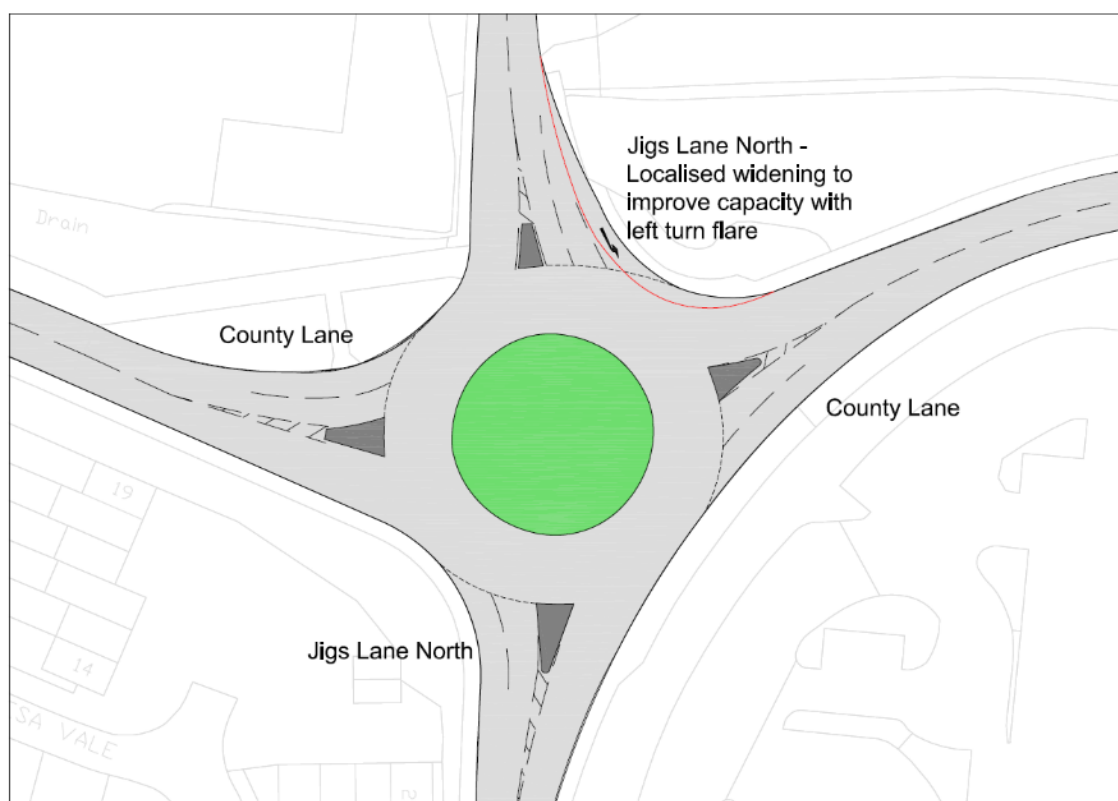 Jigs Lane North -
Localised widening to
improve capacity with
left turn flare
Drain
County Lane
County Lane
19
Jigs Lane North
14
SA VALE
2